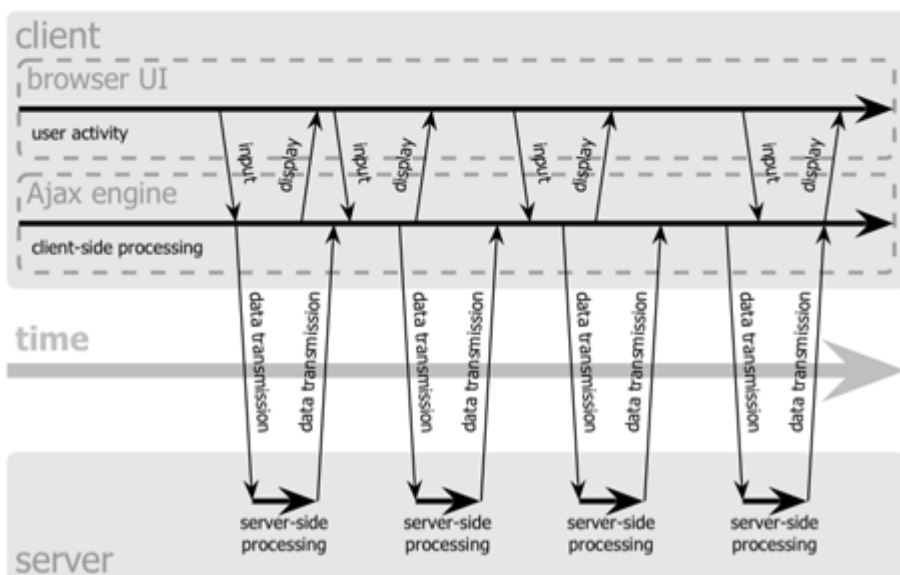 client
browser UI
user activity
input
display
input
display
input
display
input
display
Ajax engine
client-side processing
data transmission
data transmission
data transmission
data transmission
data transmission
data transmission
data transmission
data transmission
time
server-side
processing
server-side
processing
server-side
processing
server-side
processing
server